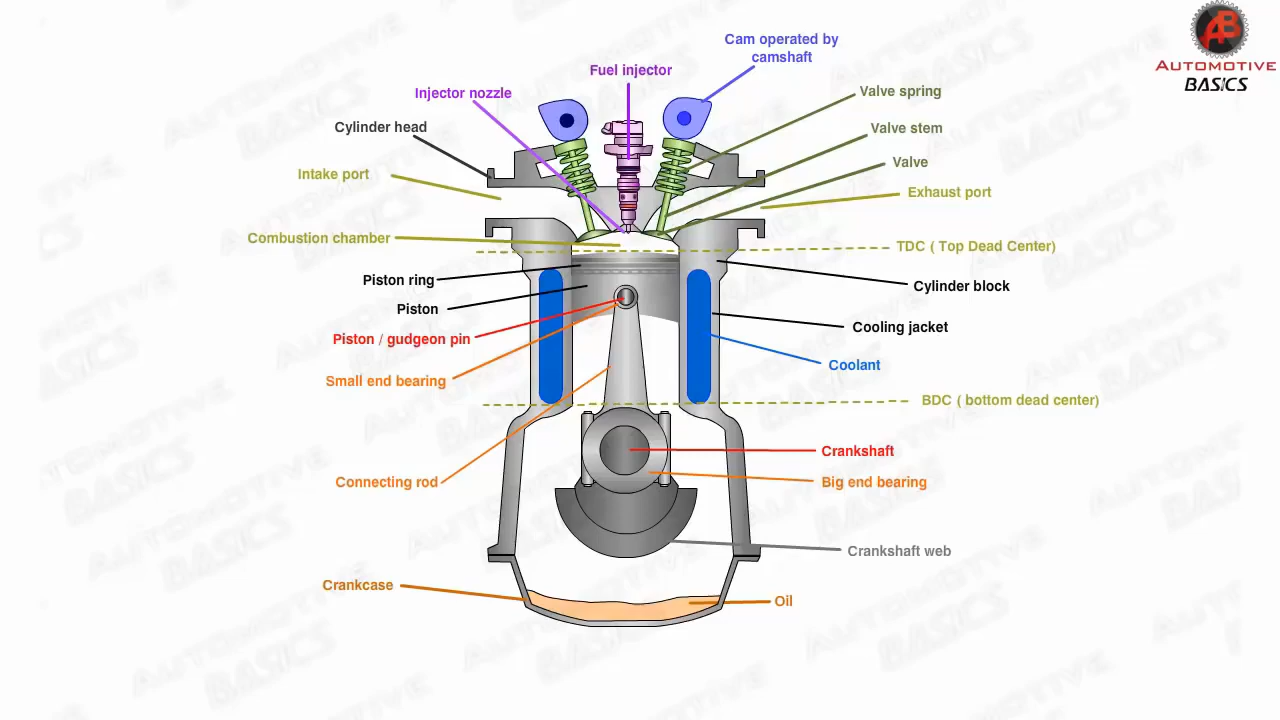 AB
AUTOMOTIVE
BASICS
Cam operated by
camshaft
Fuel injector
Injector nozzle
Valve spring
Cylinder head
Valve stem
Valve
Intake port
Exhaust port
Combustion chamber
TDC ( Top Dead Center)
Piston ring
Cylinder block
Piston
Cooling jacket
Piston / gudgeon pin
Coolant
Small end bearing
BDC ( bottom dead center)
Crankshaft
Connecting rod
Big end bearing
Crankshaft web
Crankcase
Oil